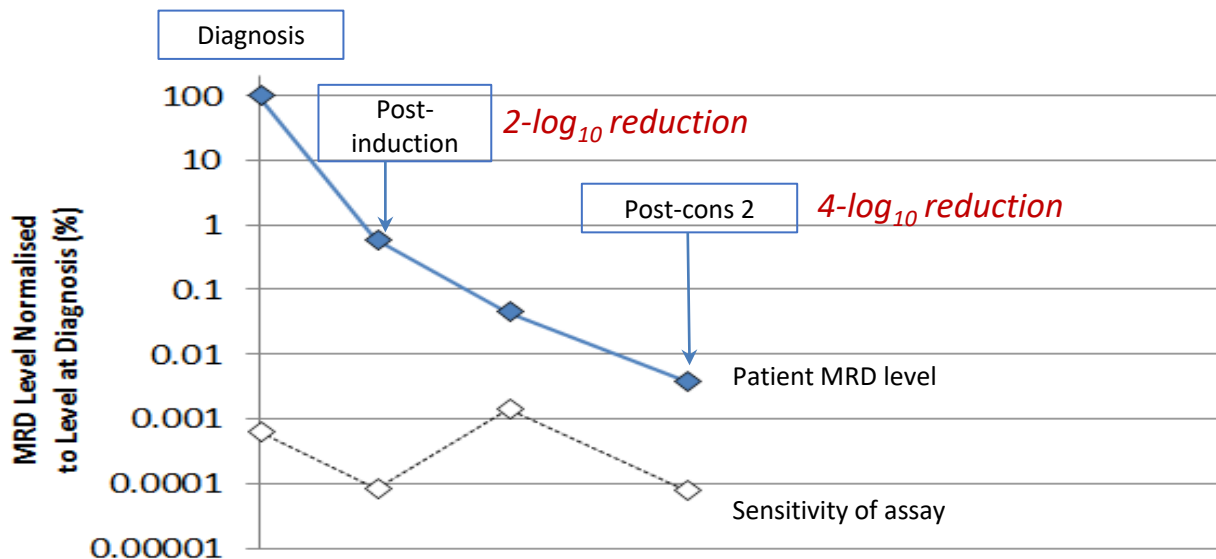 Diagnosis
Post-
induction
2-log₁₀ reduction
Post-cons 2
4-log₁₀ reduction
MRD Level Normalised
to Level at Diagnosis (%)
100
10
1
0.1
0.01
0.001
0.0001
0.00001
Patient MRD level
Sensitivity of assay